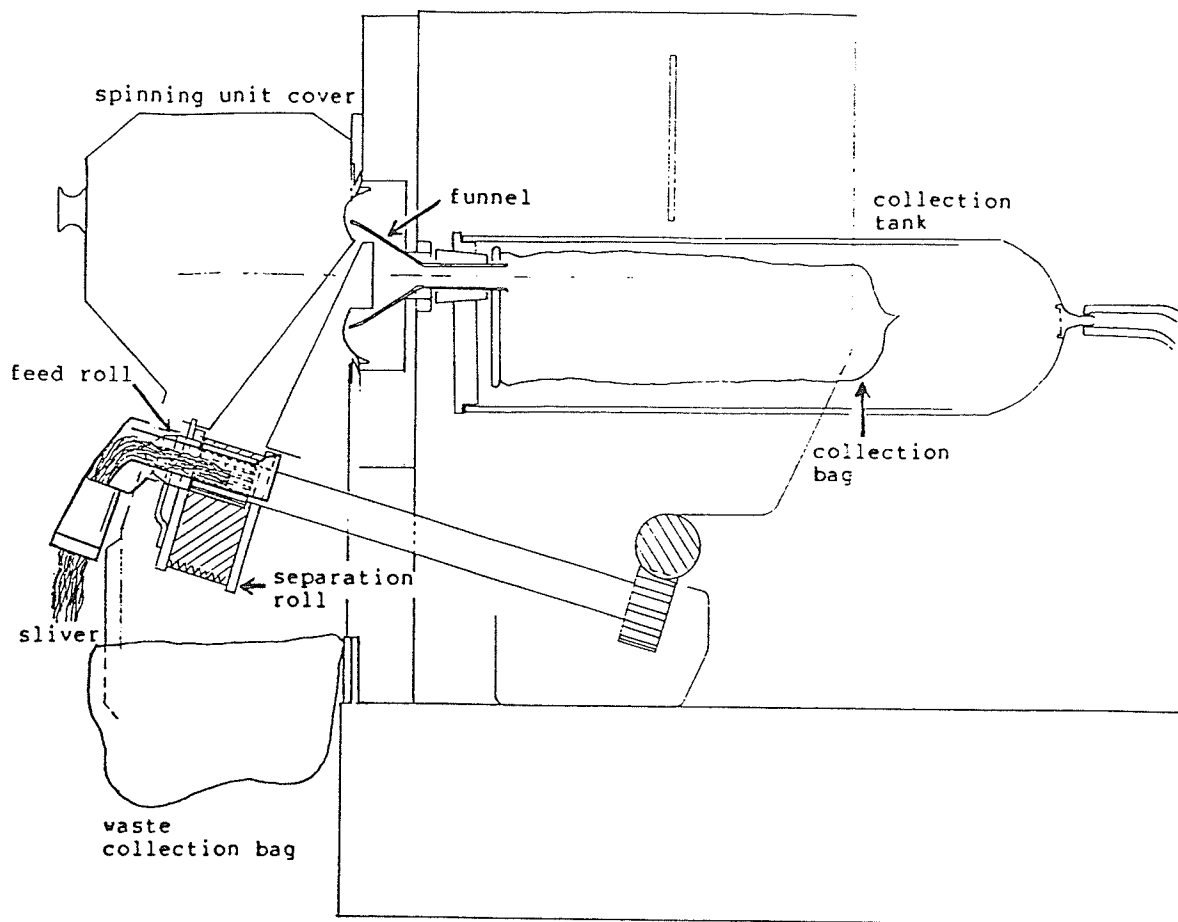 spinning unit cover
funnel
collection
tank
feed roll
collection
bag
separation
roll
sliver
waste
collection bag